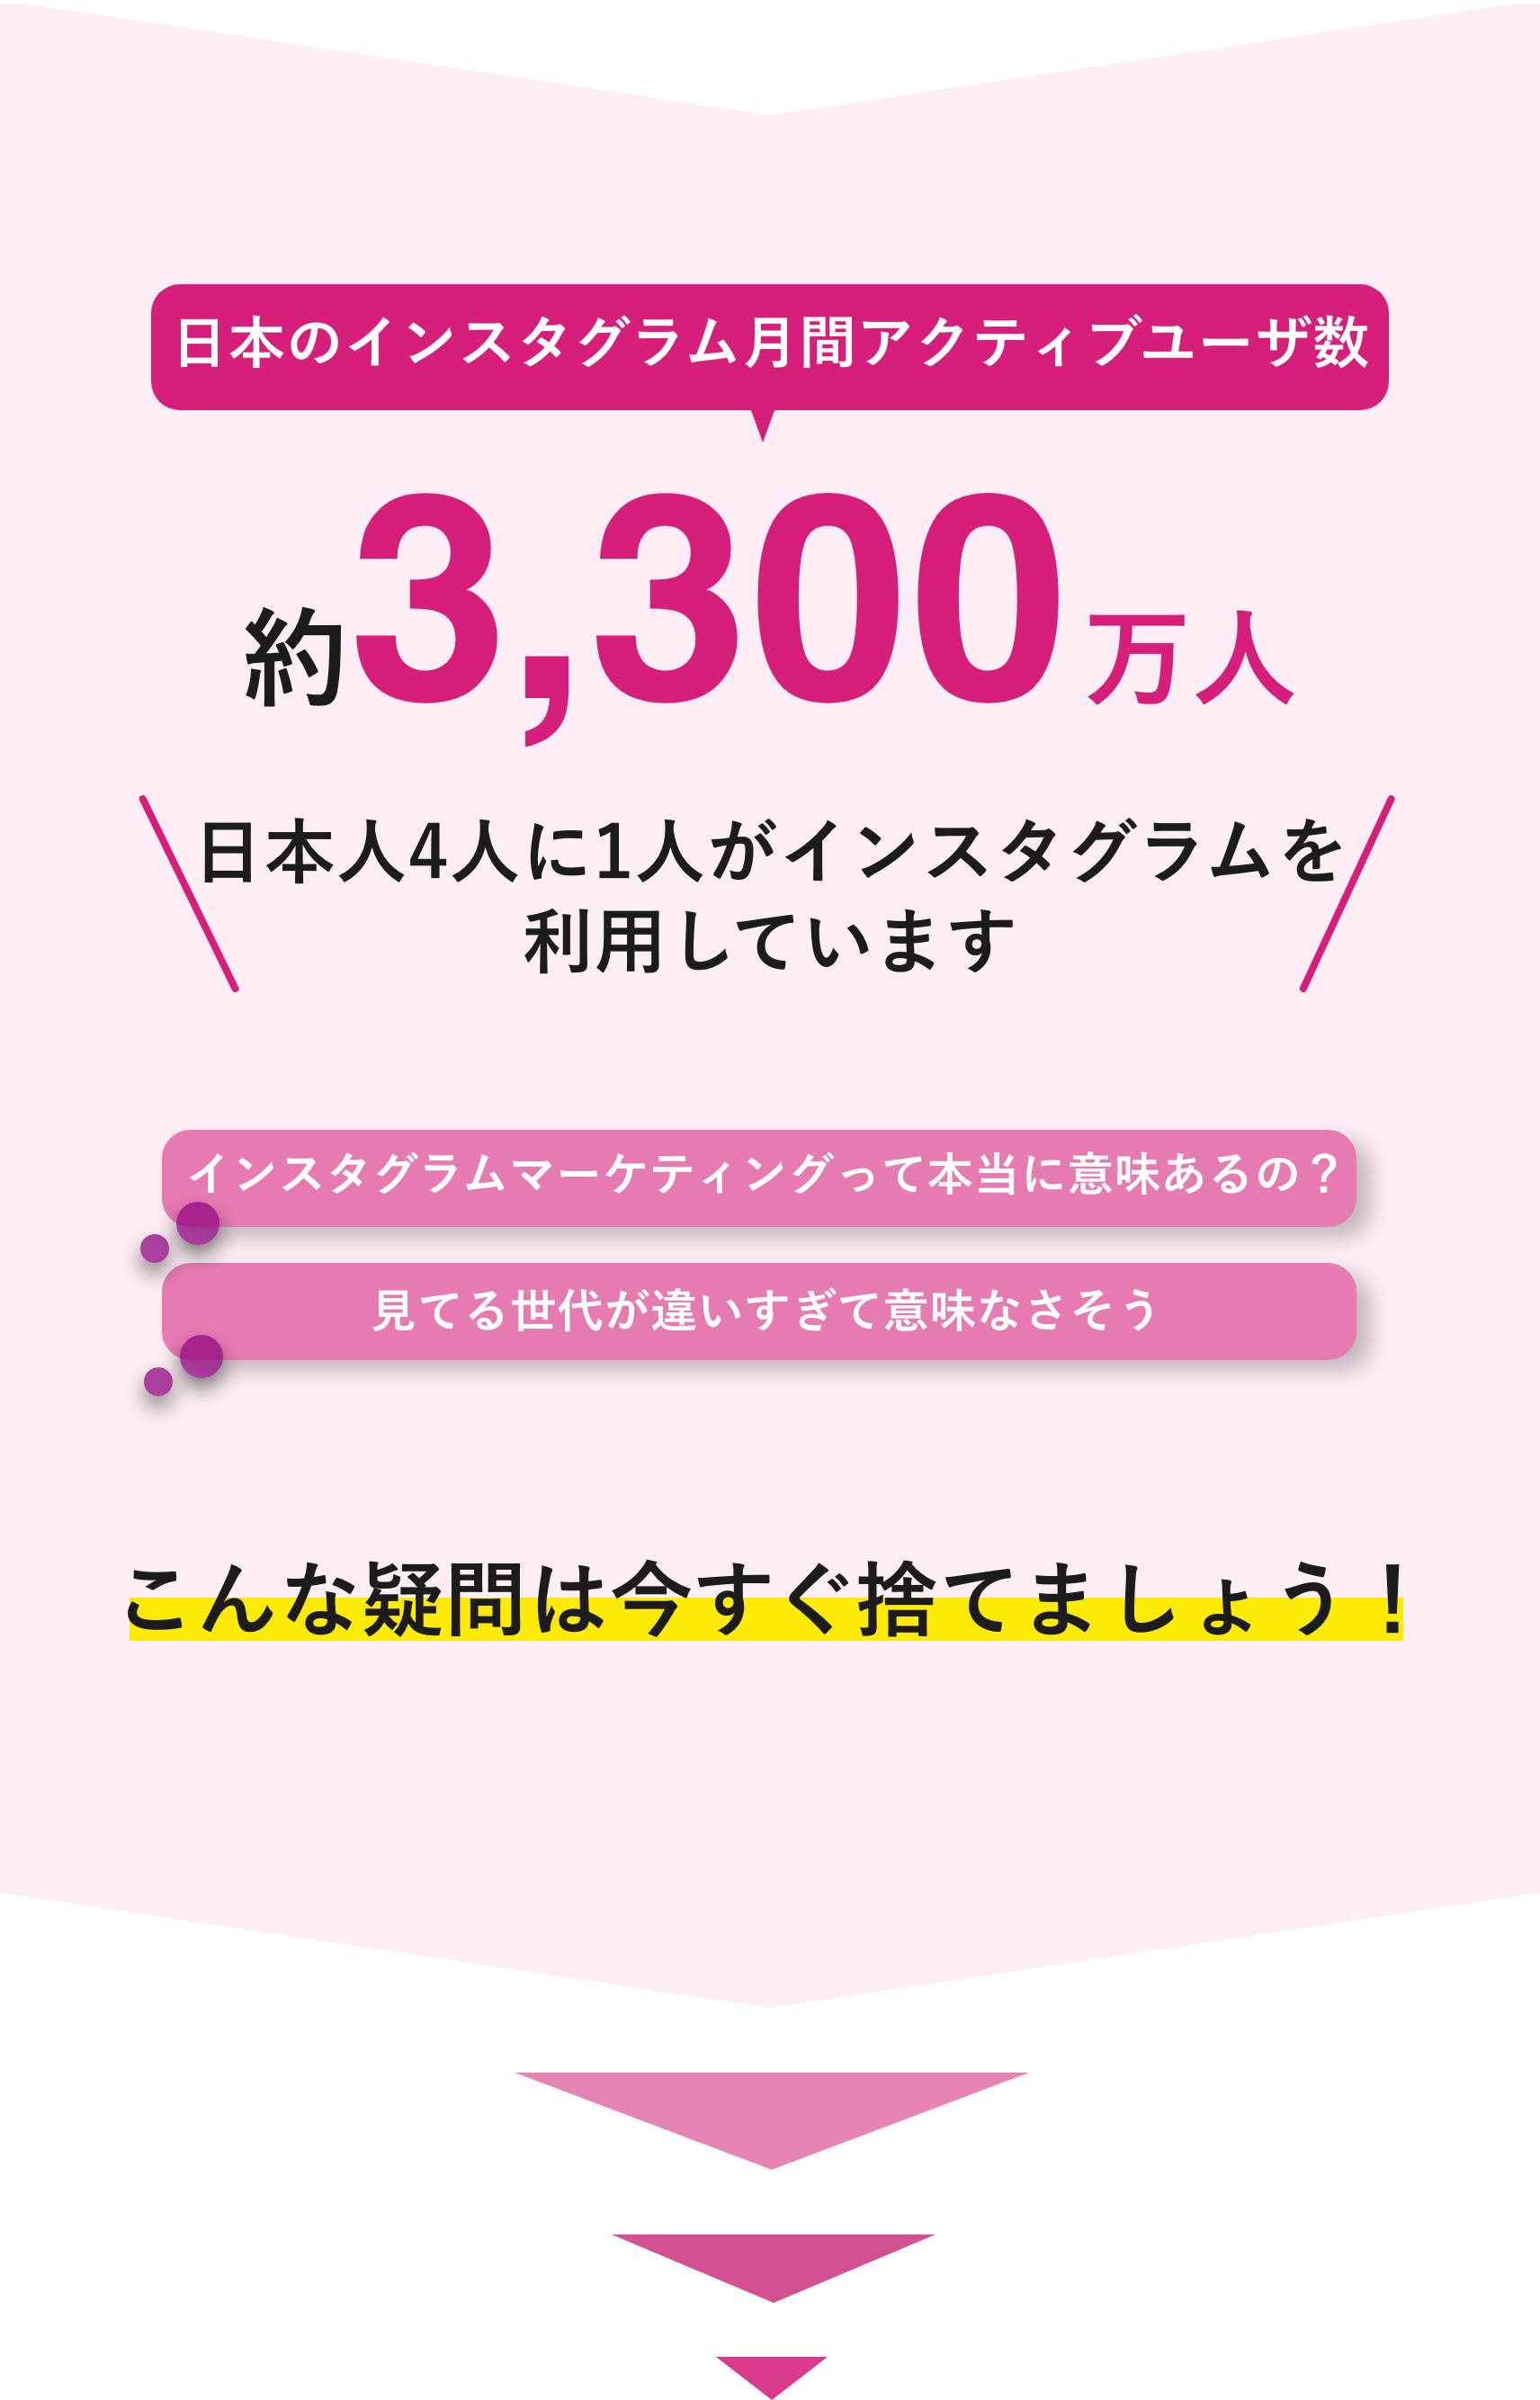 日本のインスタグラム月間アクティブユーザ数
約3,300万人
日本人4人に1人がインスタグラムを
利用しています
インスタグラムマーケティングって本当に意味あるの？
見てる世代が違いすぎて意味なさそう
こんな疑問は今すぐ捨てましょう！